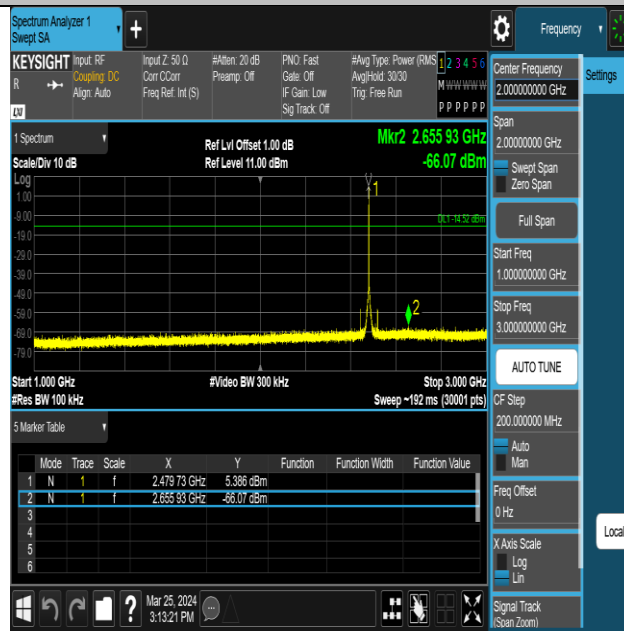 Spectrum Analyzer 1
Swept SA
Frequency
KEYSIGHT
R
LXI
Input: RF
Coupling: DC
Align: Auto
Input Z: 50 Ω
Corr CCorr
Freq Ref: Int (S)
#Atten: 20 dB
Preamp: Off
PNO: Fast
Gate: Off
IF Gain: Low
Sig Track: Off
#Avg Type: Power (RMS
Avg|Hold: 30/30
Trig: Free Run
1 2 3 4 5 6
M W W W W W
P P P P P P
1 Spectrum
Scale/Div 10 dB
Ref Lvl Offset 1.00 dB
Ref Level 11.00 dBm
Mkr2 2.655 93 GHz
-66.07 dBm
Log
1.00
-9.00
-19.0
-29.0
-39.0
-49.0
-59.0
-69.0
-79.0
1
DL1 -14.52 dBm
2
Start 1.000 GHz
#Res BW 100 kHz
#Video BW 300 kHz
Stop 3.000 GHz
Sweep ~192 ms (30001 pts)
5 Marker Table
Mode Trace Scale X Y Function Function Width Function Value
1 N 1 f 2.479 73 GHz 5.386 dBm
2 N 1 f 2.655 93 GHz -66.07 dBm
3
4
5
6
Mar 25, 2024
3:13:21 PM
Center Frequency
2.00000000 GHz
Settings
Span
2.00000000 GHz
Swept Span
Zero Span
Full Span
Start Freq
1.000000000 GHz
Stop Freq
3.000000000 GHz
AUTO TUNE
CF Step
200.000000 MHz
Auto
Man
Freq Offset
0 Hz
Local
X Axis Scale
Log
Lin
Signal Track
(Span Zoom)